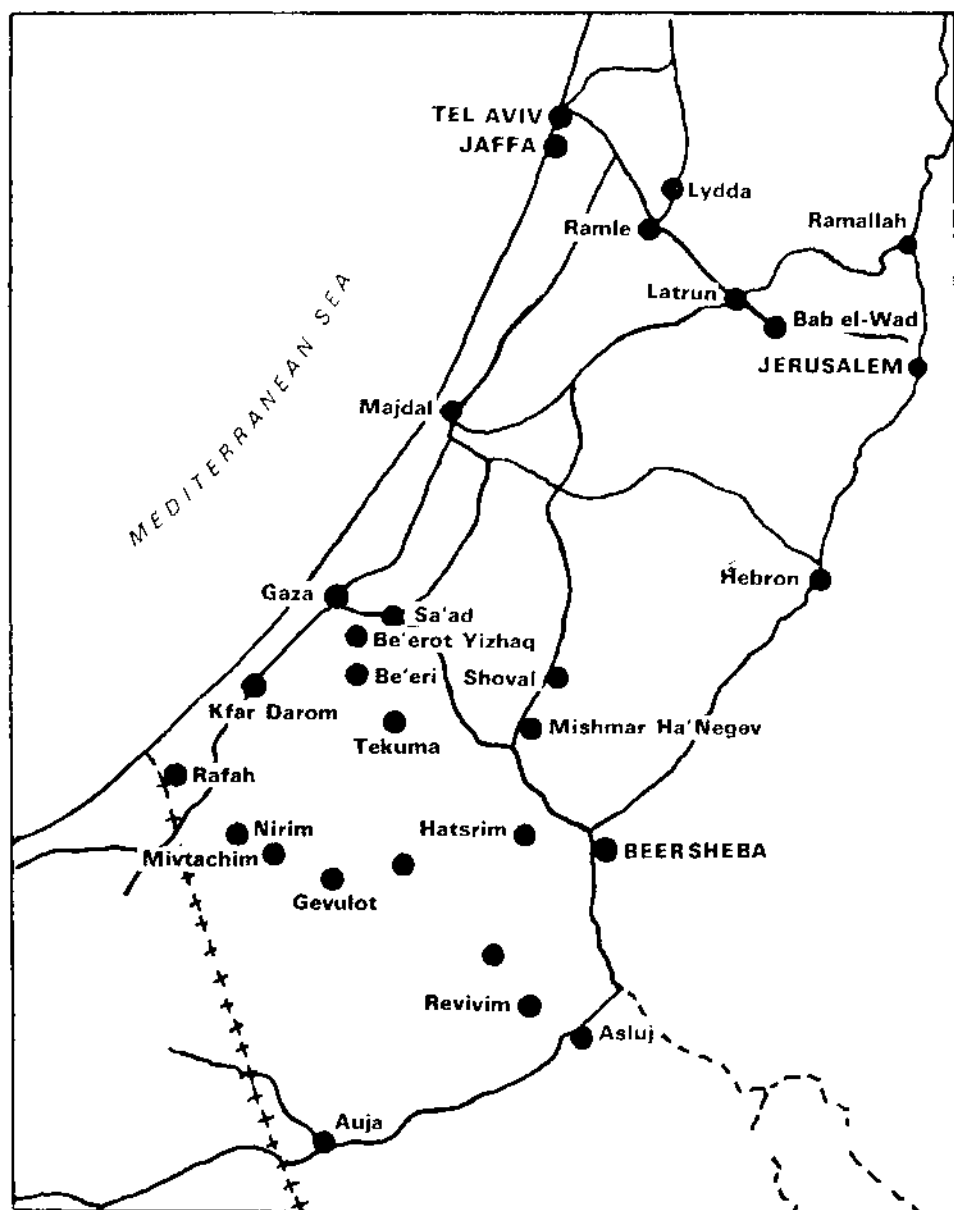 TEL AVIV
JAFFA
Lydda
Ramle
Ramallah
Latrun
Bab el-Wad
JERUSALEM
MEDITERRANEAN SEA
Majdal
Gaza
Hebron
Sa'ad
Be'erot Yizhaq
Be'eri
Shoval
Kfar Darom
Tekuma
Mishmar Ha'Negev
Rafah
Nirim
Hatsrim
Mivtachim
BEERSHEBA
Gevulot
Revivim
Asluj
Auja